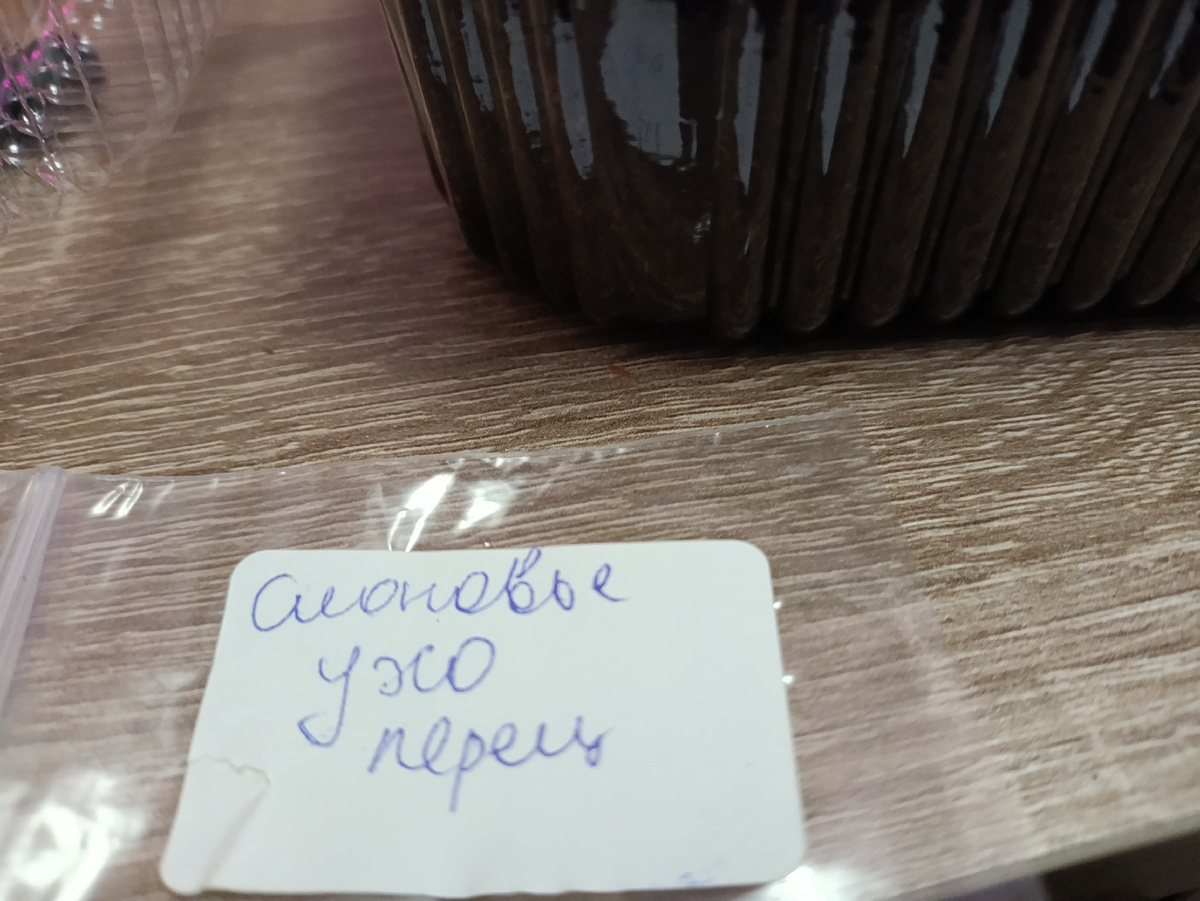 Слоновье
ухо
перец